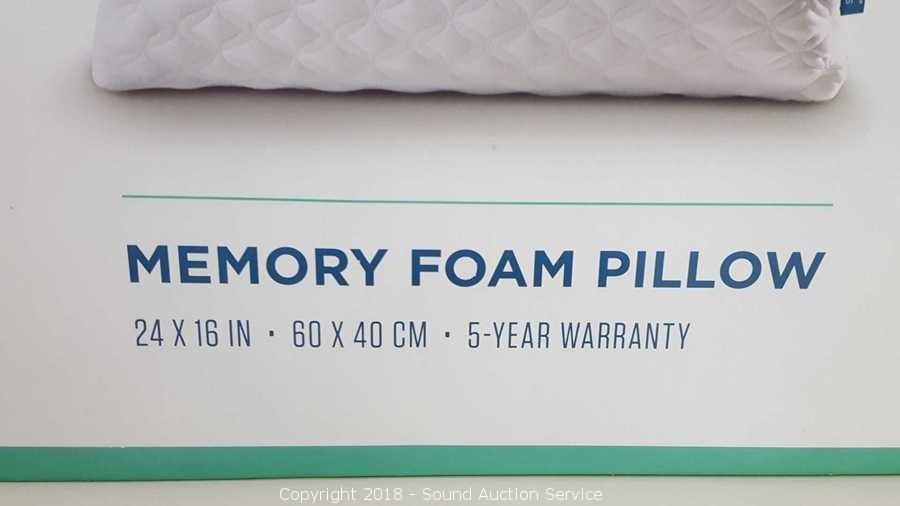 MEMORY FOAM PILLOW
24 X 16 IN · 60 X 40 CM · 5-YEAR WARRANTY
Copyright 2018 - Sound Auction Service